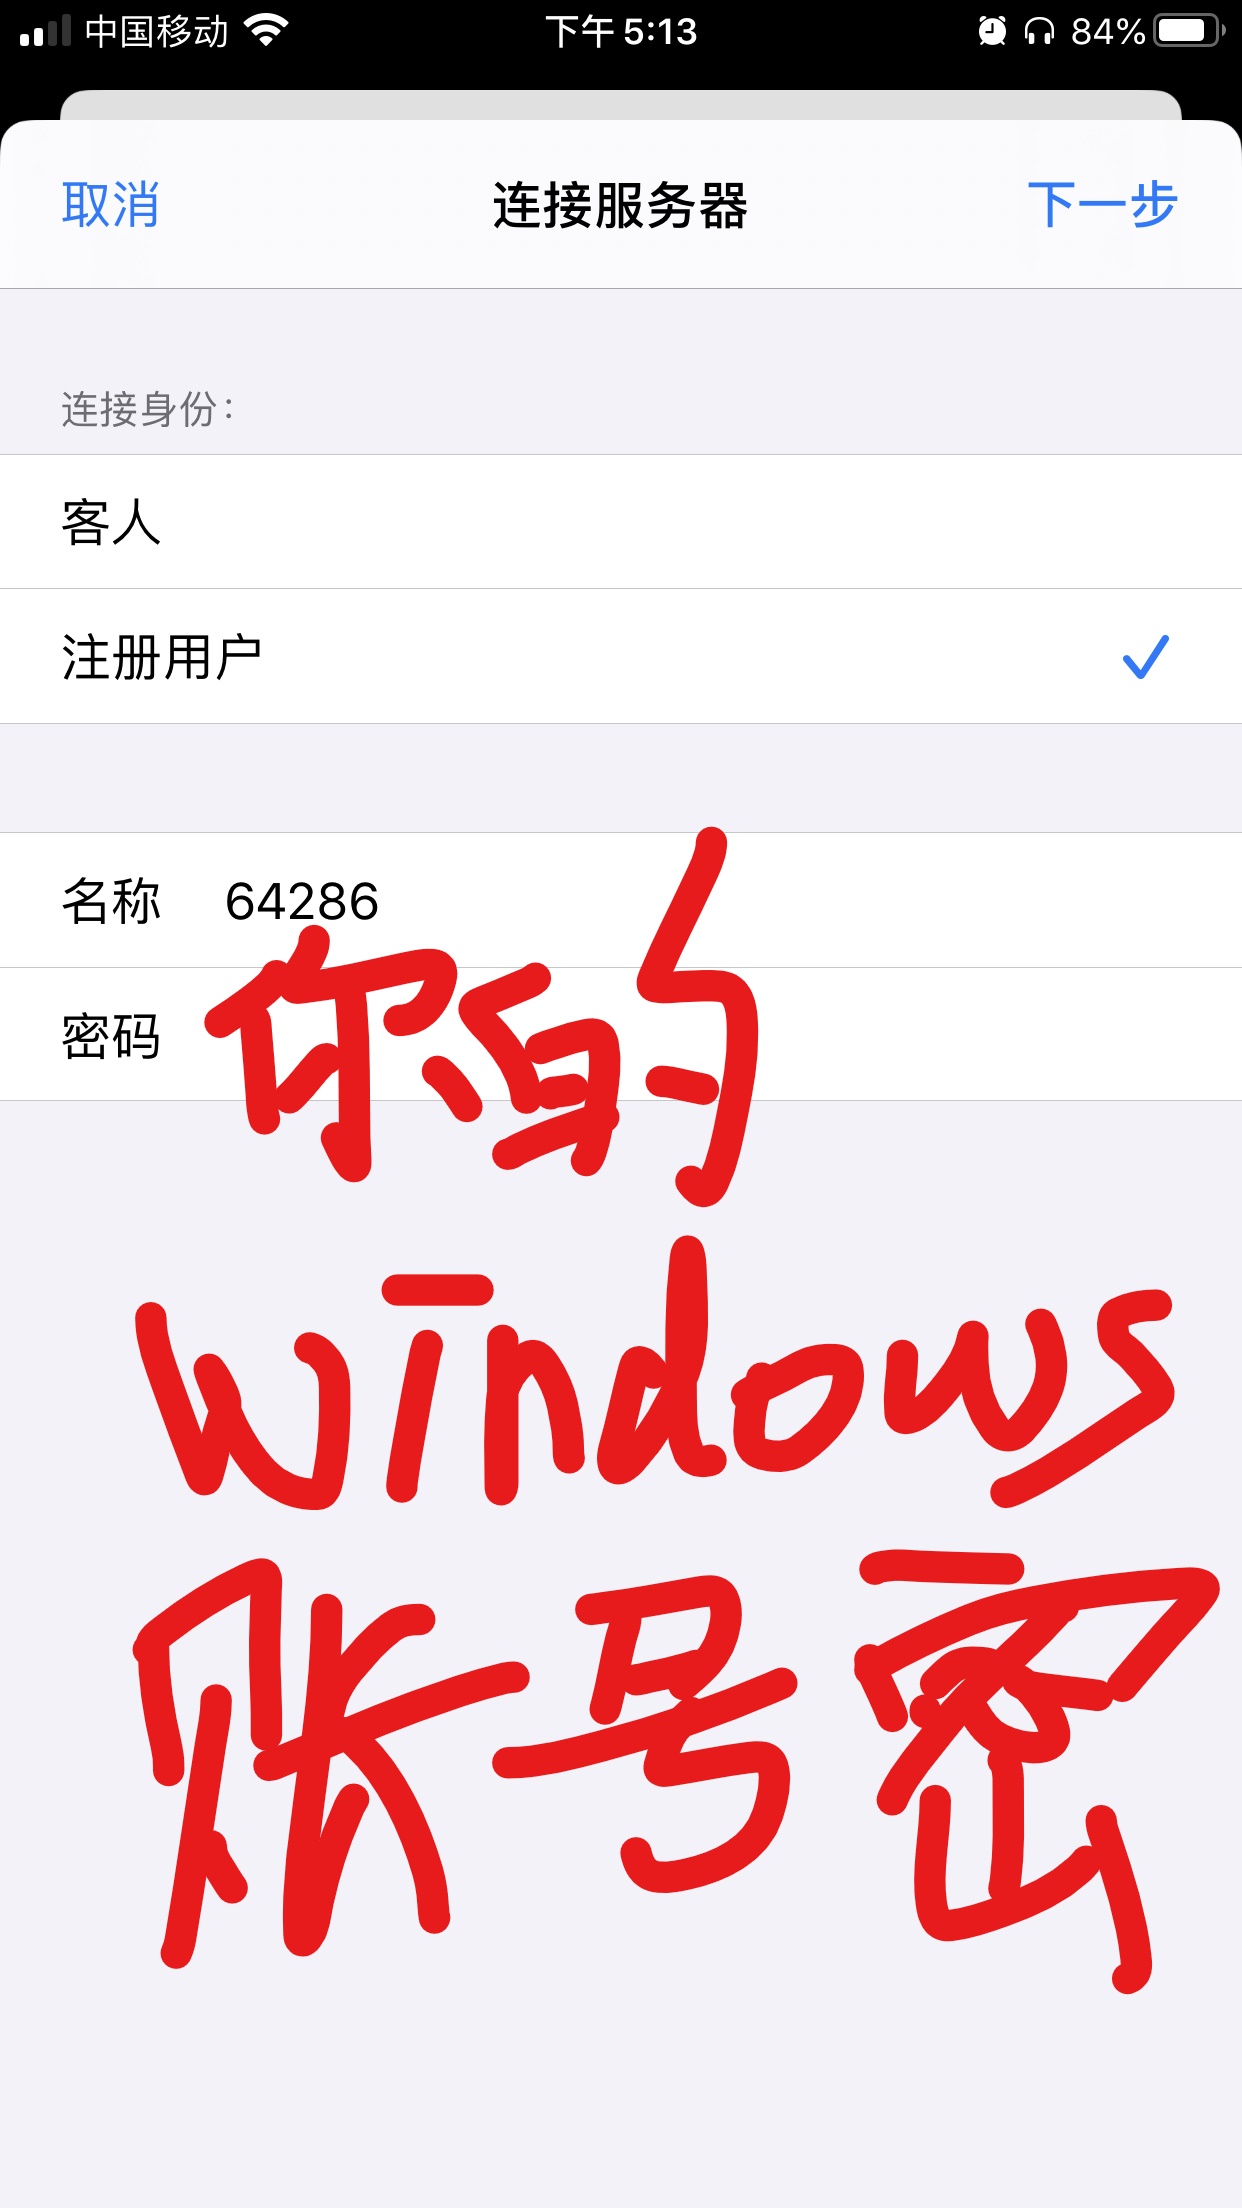 中国移动 下午 5:13 84%
取消 连接服务器 下一步
连接身份：
客人
注册用户
名称 64286
密码
你的
windows
账号密